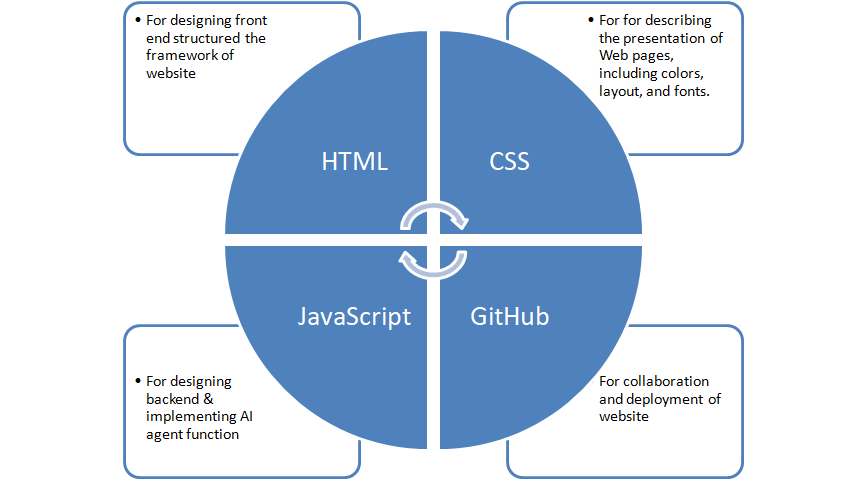 • For designing front
end structured the
framework of
website
• For for describing
the presentation of
Web pages,
including colors,
layout, and fonts.
HTML
CSS
JavaScript
GitHub
• For designing
backend &
implementing AI
agent function
For collaboration
and deployment of
website